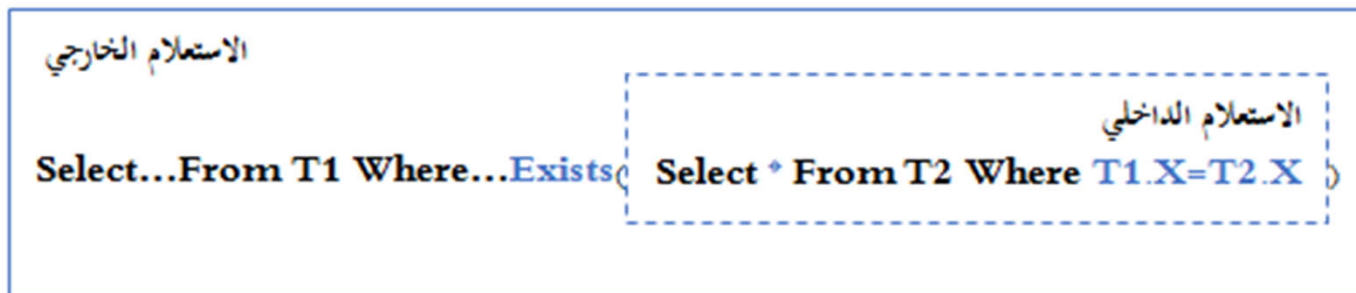 الاستعلام الخارجي
الاستعلام الداخلي
Select...From T1 Where...Exists( Select * From T2 Where T1.X=T2.X )